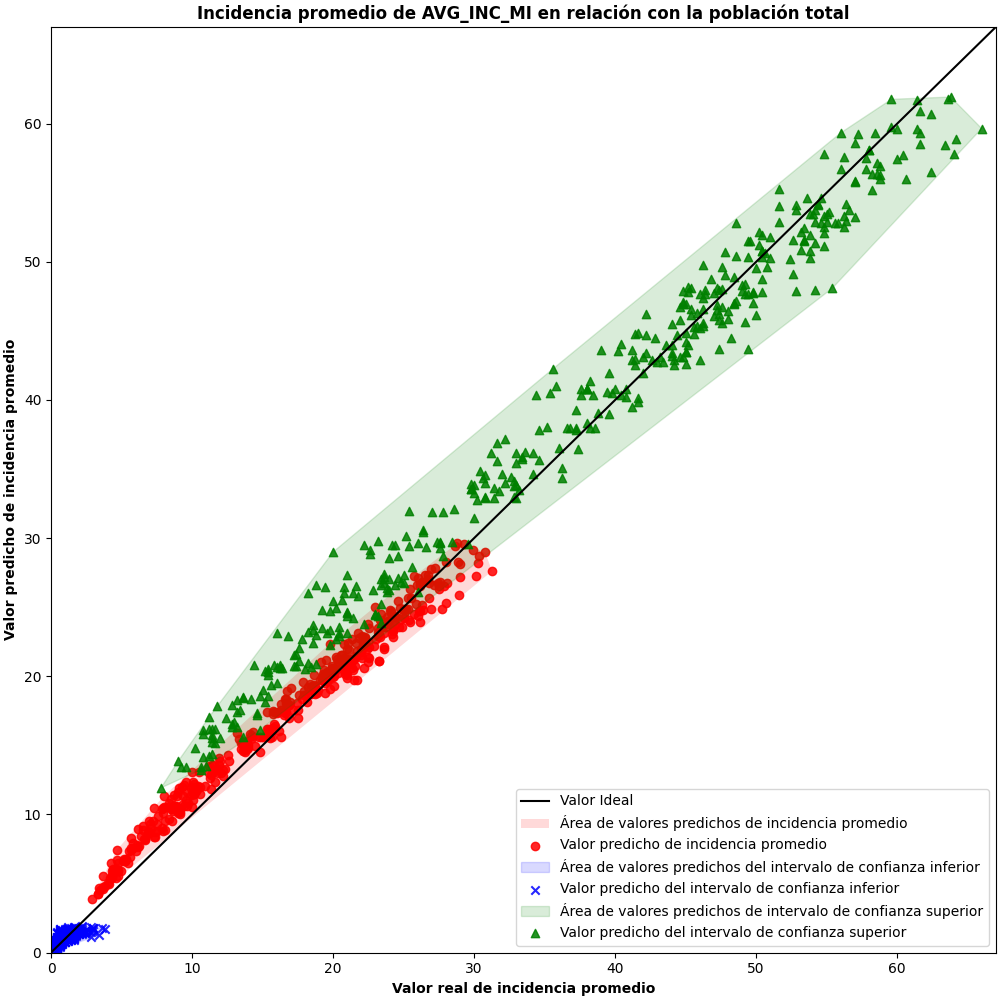 Incidencia promedio de AVG_INC_MI en relación con la población total
Valor predicho de incidencia promedio
60
50
40
30
20
10
0
0 10 20 30 40 50 60
Valor real de incidencia promedio
Valor Ideal
Área de valores predichos de incidencia promedio
Valor predicho de incidencia promedio
Área de valores predichos del intervalo de confianza inferior
Valor predicho del intervalo de confianza inferior
Área de valores predichos de intervalo de confianza superior
Valor predicho del intervalo de confianza superior